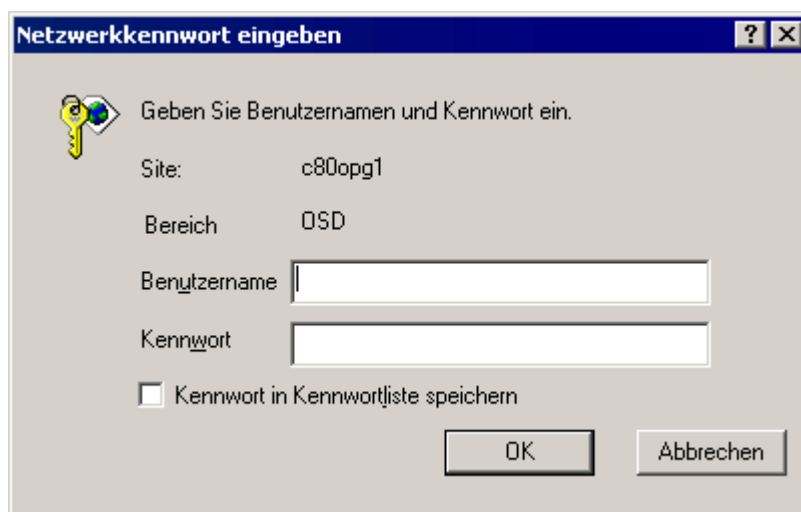 Netzwerkkennwort eingeben
Geben Sie Benutzernamen und Kennwort ein.
Site: c80opg1
Bereich OSD
Benutzername
Kennwort
Kennwort in Kennwortliste speichern
OK Abbrechen